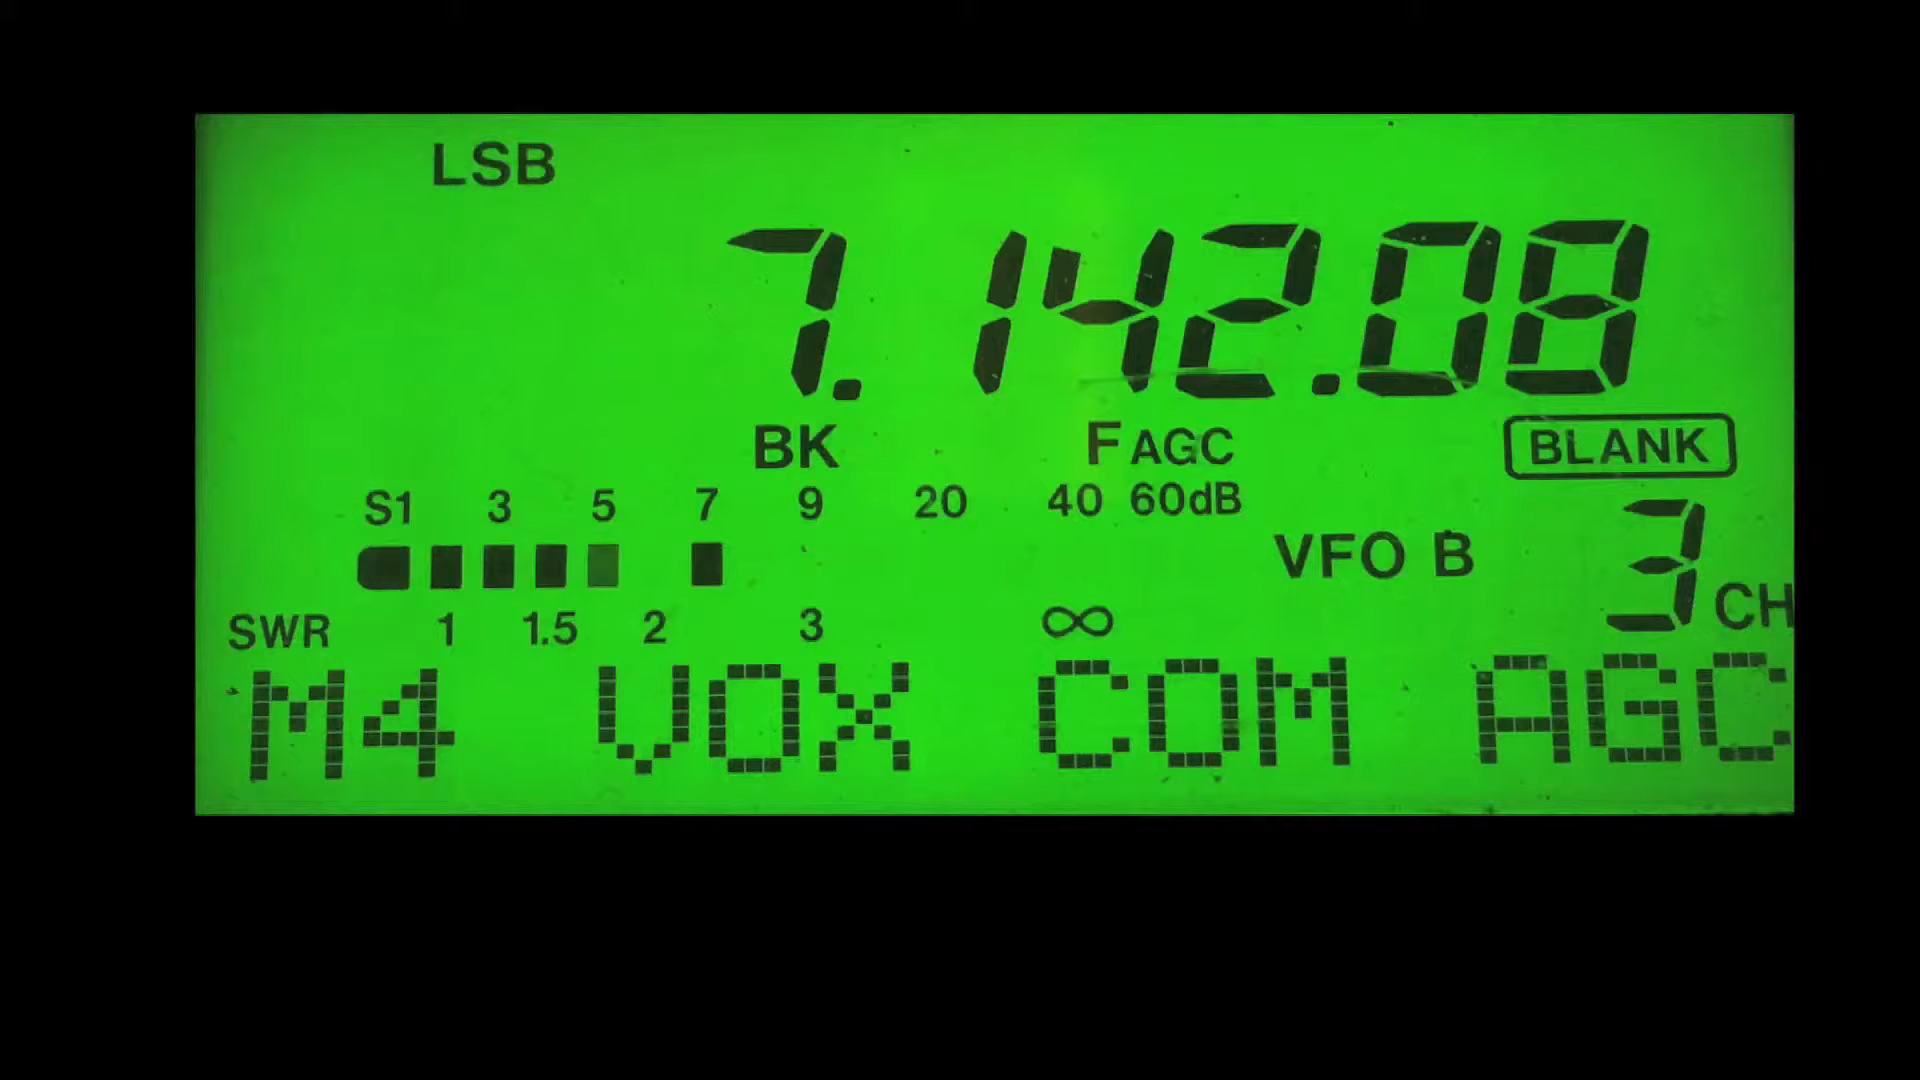 LSB
7.142.08
BK F AGC BLANK
S1 3 5 7 9 20 40 60dB
VFO B 3 CH
SWR 1 1.5 2 3 ∞
M4 VOX COM AGC